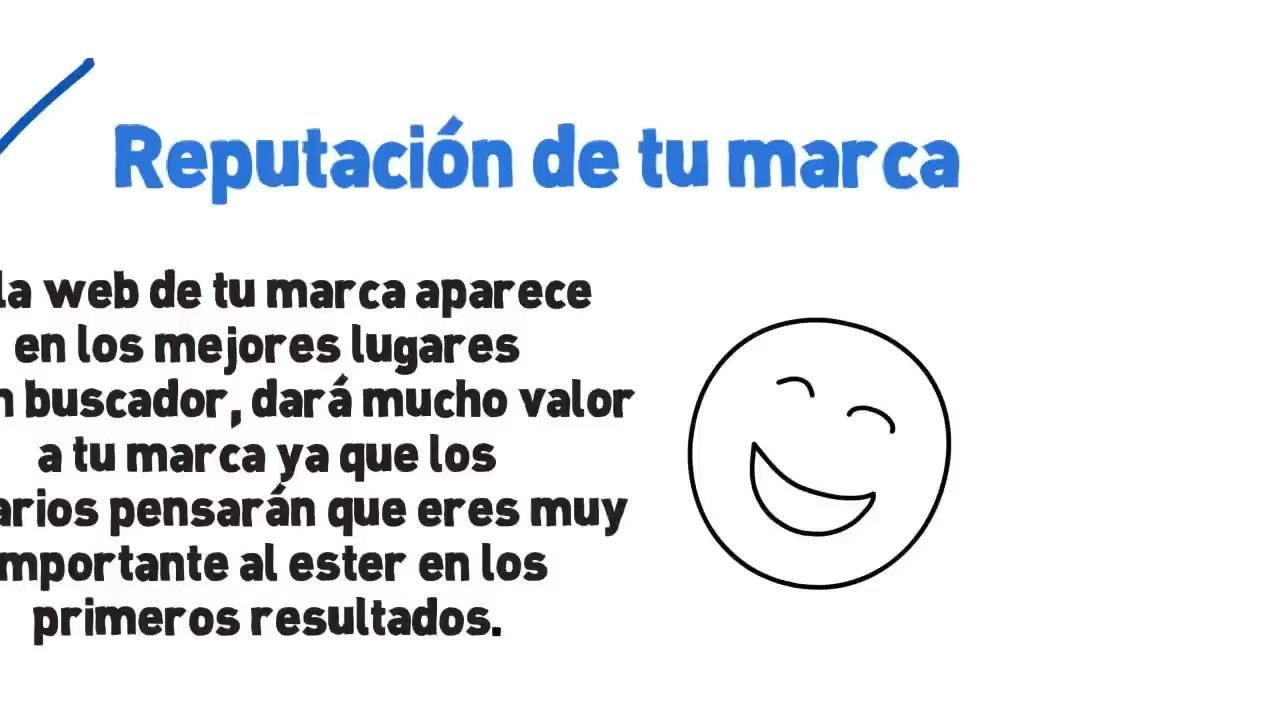 Reputación de tu marca
la web de tu marca aparece
en los mejores lugares
buscador, dará mucho valor
a tu marca ya que los
pensarán que eres muy
al ester en los
primeros resultados.